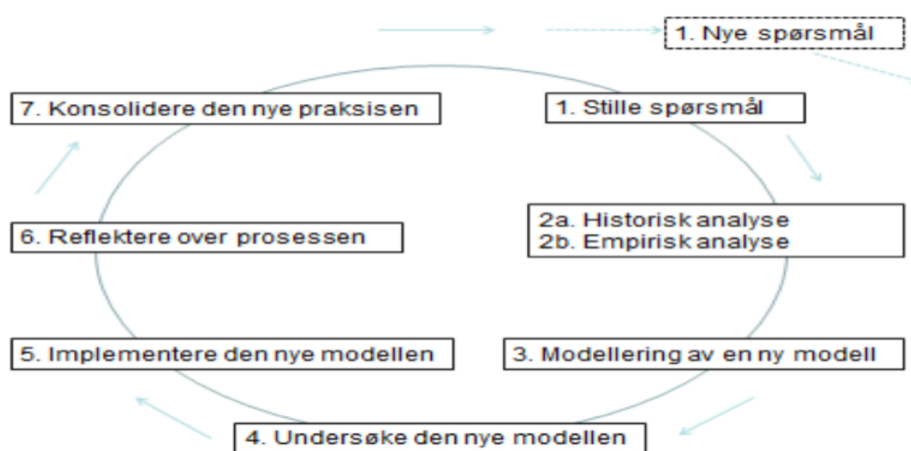 1. Nye spørsmål
7. Konsolidere den nye praksisen
1. Stille spørsmål
2a. Historisk analyse
2b. Empirisk analyse
6. Reflektere over prosessen
5. Implementere den nye modellen
3. Modellering av en ny modell
4. Undersøke den nye modellen